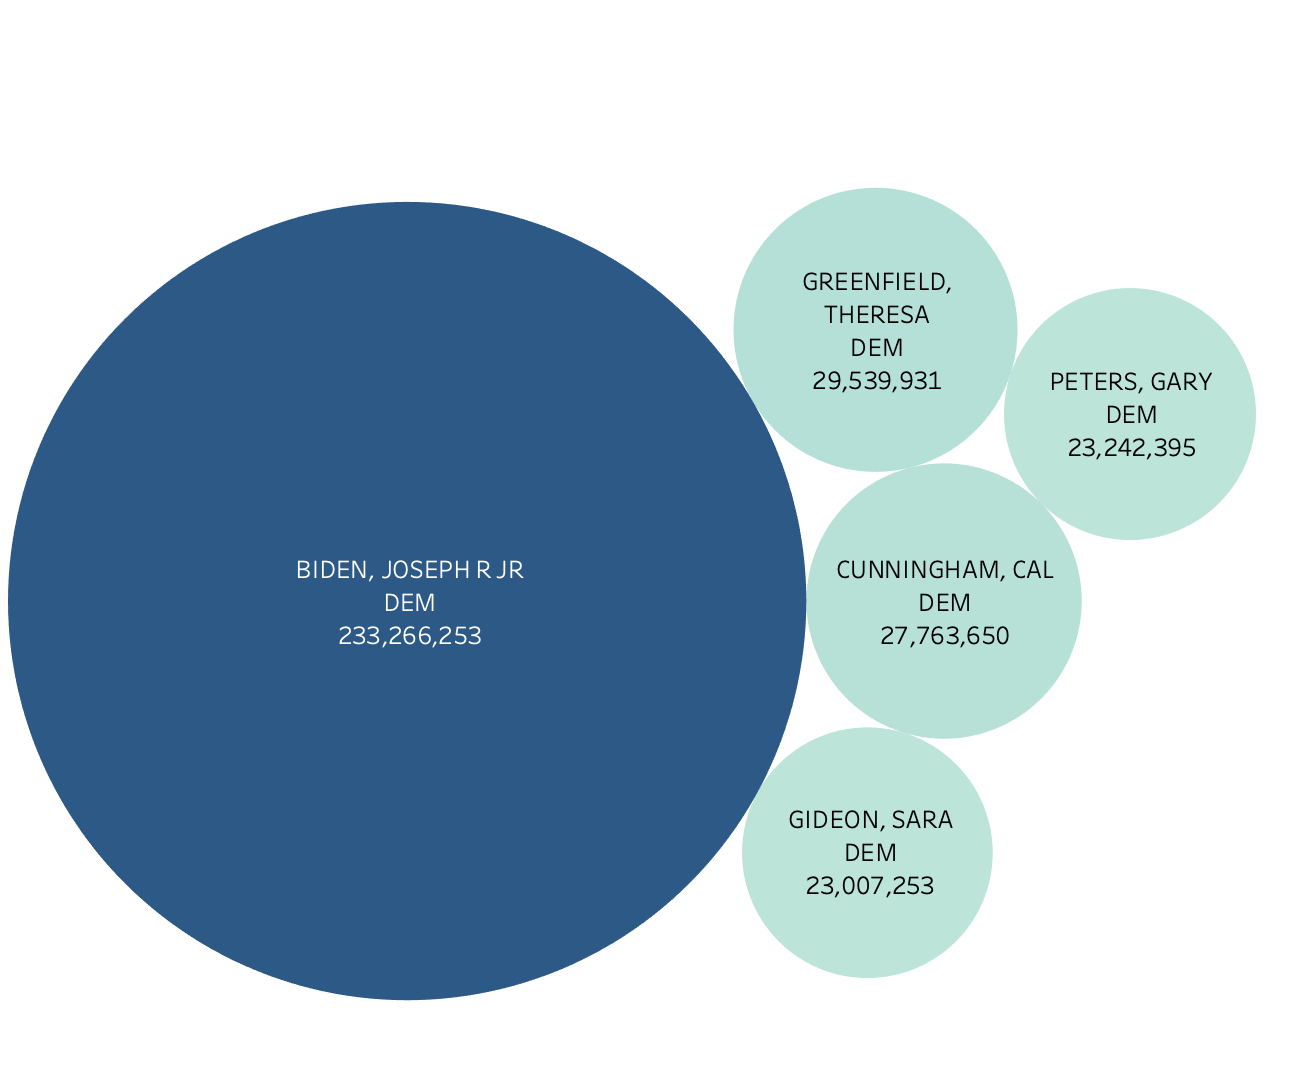 GREENFIELD,
THERESA
DEM
29,539,931
PETERS, GARY
DEM
23,242,395
BIDEN, JOSEPH R JR
DEM
233,266,253
CUNNINGHAM, CAL
DEM
27,763,650
GIDEON, SARA
DEM
23,007,253